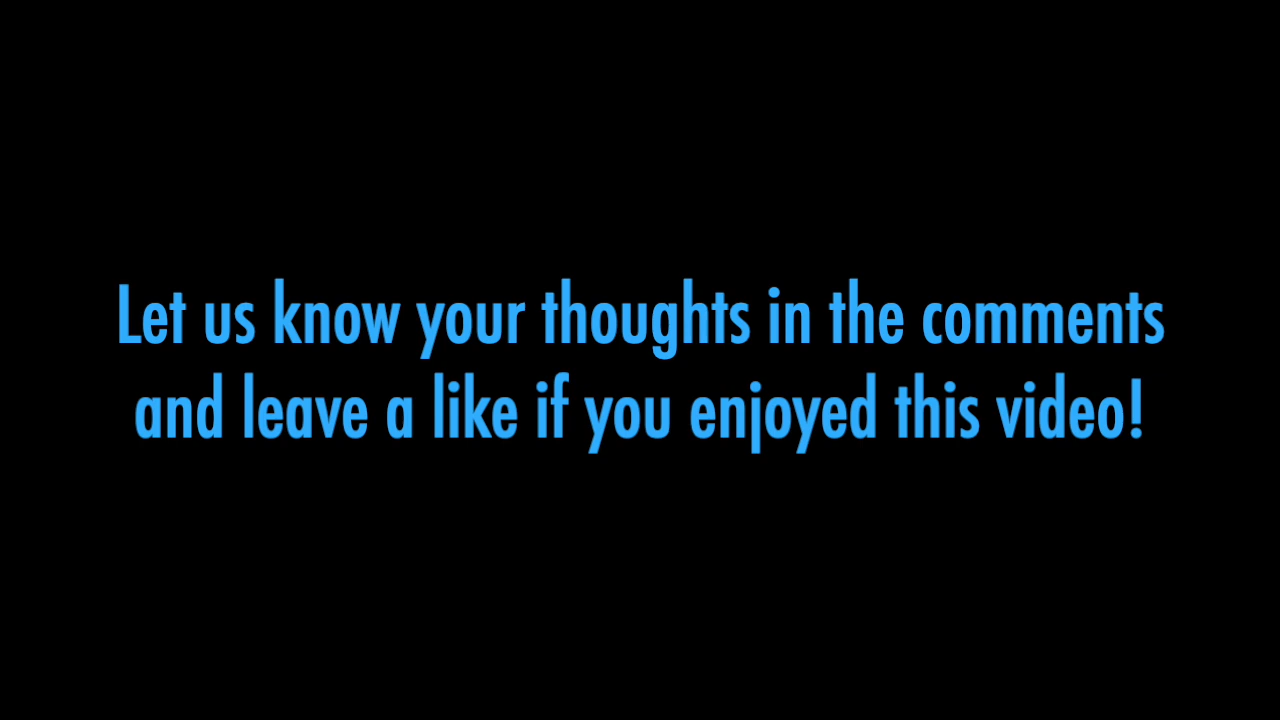 Let us know your thoughts in the comments
and leave a like if you enjoyed this video!